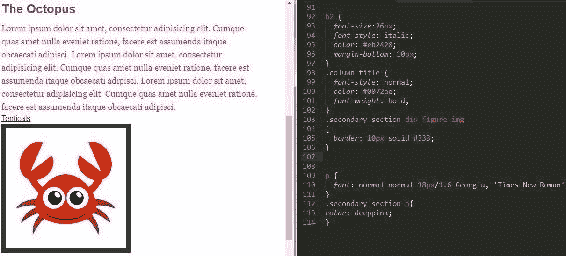 The Octopus
Lorem ipsum dolor sit amet, consectetur adipisicing elit. Cumque
quas amet nulla eveniet ratione, facere est assumenda itaque
obcaecati adipisci. Lorem ipsum dolor sit amet, consectetur
adipisicing elit. Cumque quas amet nulla eveniet ratione, facere est
assumenda itaque obcaecati adipisci. Lorem ipsum dolor sit amet,
consectetur adipisicing elit. Cumque quas amet nulla eveniet ratione,
facere est assumenda itaque obcaecati adipisci.
91
92 h2 {
93 font-size:26px;
94 font-style: italic;
95 color: #eb2428;
96 margin-bottom: 10px;
97 }
98 .column-title {
99 font-style: normal;
100 color: #0072ae;
101 font-weight: bold;
102 }
103 .secondary-section div figure img
104 {
105 border: 10px solid #333;
106 }
107
108
109 p {
110 font: normal normal 18px/1.6 Georgia, 'Times New Roman'
111 }
112 .secondary-section p{
113 color: deeppink;
114 }